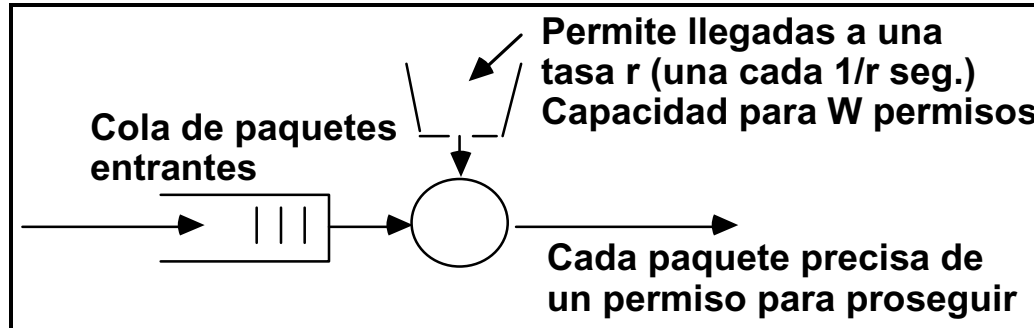 Permite llegadas a una
tasa r (una cada 1/r seg.)
Capacidad para W permisos
Cola de paquetes
entrantes
Cada paquete precisa de
un permiso para proseguir